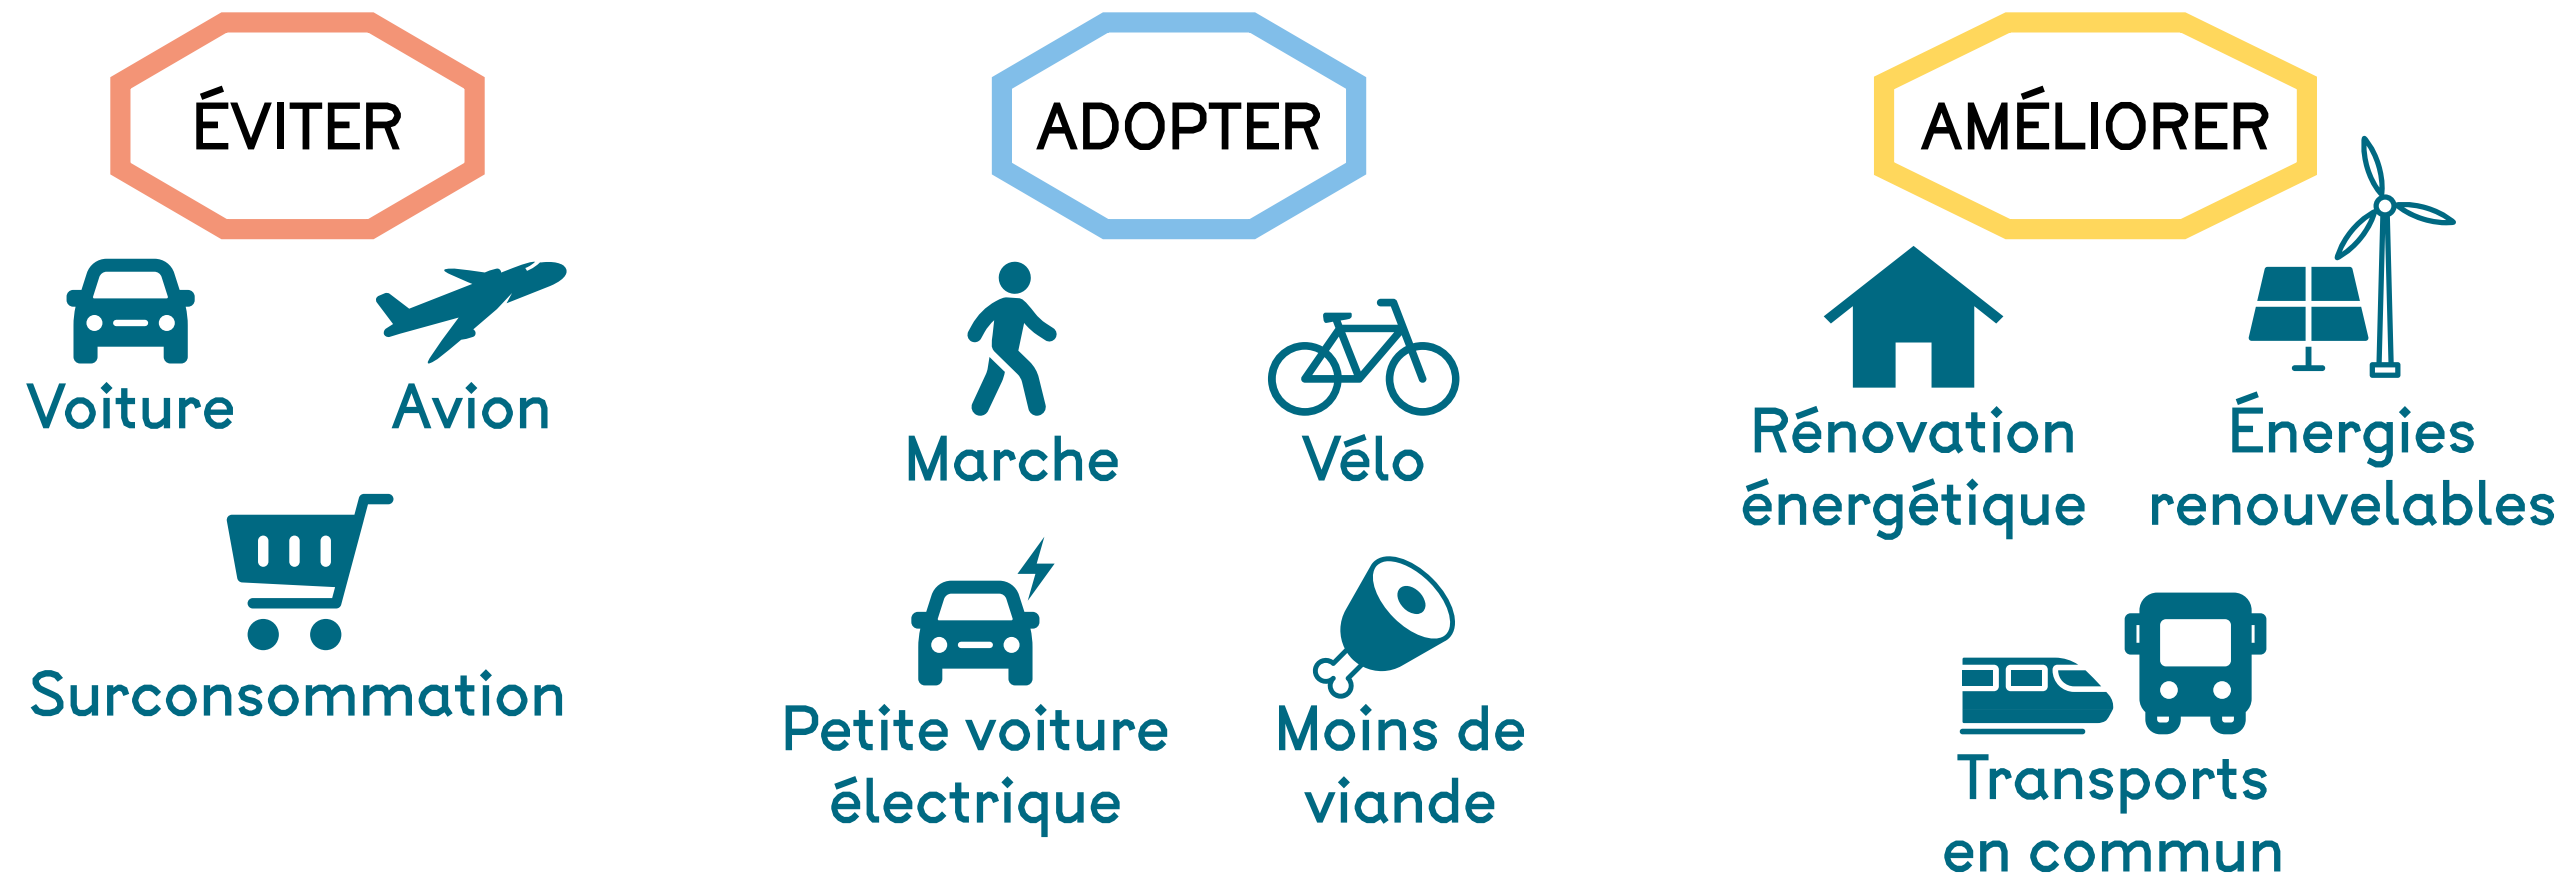 ÉVITER
Voiture
Avion
Surconsommation
ADOPTER
Marche
Vélo
Petite voiture
électrique
Moins de
viande
AMÉLIORER
Rénovation
énergétique
Énergies
renouvelables
Transports
en commun